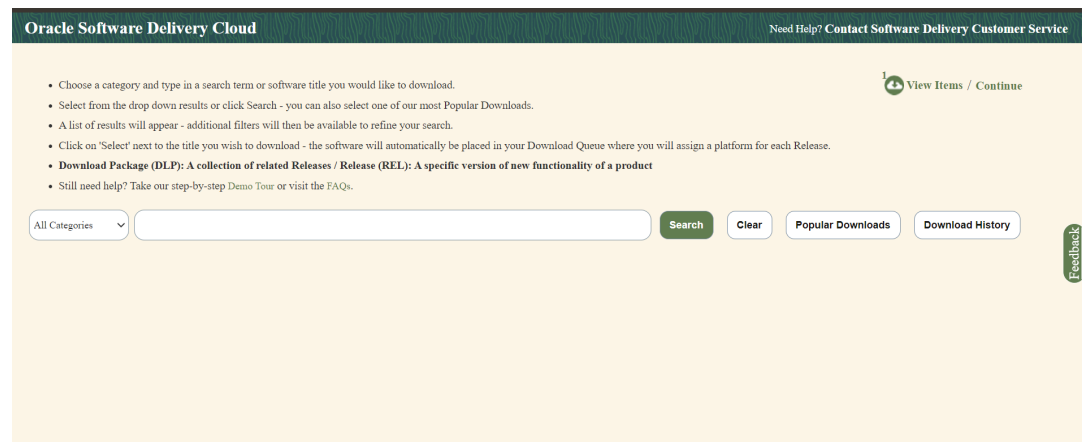 Oracle Software Delivery Cloud
Need Help? Contact Software Delivery Customer Service
1
View Items / Continue
• Choose a category and type in a search term or software title you would like to download.
• Select from the drop down results or click Search - you can also select one of our most Popular Downloads.
• A list of results will appear - additional filters will then be available to refine your search.
• Click on 'Select' next to the title you wish to download - the software will automatically be placed in your Download Queue where you will assign a platform for each Release.
• Download Package (DLP): A collection of related Releases / Release (REL): A specific version of new functionality of a product
• Still need help? Take our step-by-step Demo Tour or visit the FAQs.
All Categories
Search
Clear
Popular Downloads
Download History
Feedback